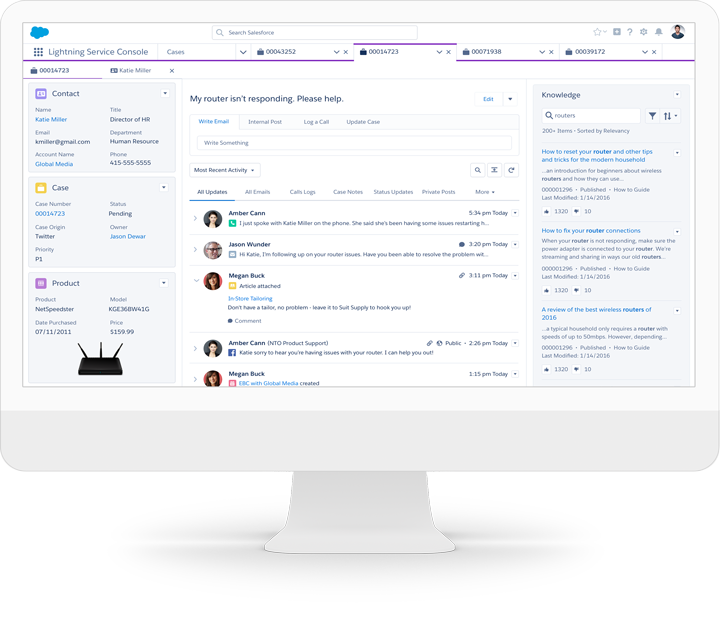 Search Salesforce
Lightning Service Console
Cases
00043252
00014723
00071938
00039172
00014723
Katie Miller
Contact
Name
Title
Katie Miller
Director of HR
Email
Department
kmiller@gmail.com
Human Resource
Account Name
Phone
Global Media
415-555-5555
Case
Case Number
Status
00014723
Pending
Case Origin
Owner
Twitter
Jason Dewar
Priority
P1
Product
Product
Model
NetSpeedster
KGE36BW41G
Date Purchased
Price
07/11/2011
$159.99
My router isn't responding. Please help.
Edit
Write Email
Internal Post
Log a Call
Update Case
Write Something
Most Recent Activity
All Updates
All Emails
Calls Logs
Case Notes
Status Updates
Private Posts
More
Amber Cann
5:34 pm Today
I just spoke with Katie Miller on the phone. She said she's been having some issues restarting h...
Jason Wunder
3:20 pm Today
Hi Katie, I'm following up on your router issues. Have you been able to resolve the problem wit...
Megan Buck
3:11 pm Today
Article attached
In-Store Tailoring
Don't have a tailor, no problem - leave it to Suit Supply to hook you up!
Comment
Amber Cann (NTO Product Support)
Public • 2:26 pm Today
Katie sorry to hear you're having issues with your router. I can help you out!
Megan Buck
1:15 pm Today
EBC with Global Media created
Knowledge
routers
200+ Items • Sorted by Relevancy
How to reset your router and other tips
and tricks for the modern household
...an introduction for beginners about wireless
routers and how they can use...
000001296 • Published • How to Guide
Last Modified: 1/14/2016
1320 10
How to fix your router connections
When your router is not responding, make sure the
power adapter is connected to your router. We're
streaming and sharing in ways our old routers...
000001296 • Published • How to Guide
1320 10
A review of the best wireless routers of
2016
...a typical household only requires a router with
speeds of up to 50mbps. However, depending...
000001296 • Published • How to Guide
Last Modified: 1/14/2016
1320 10